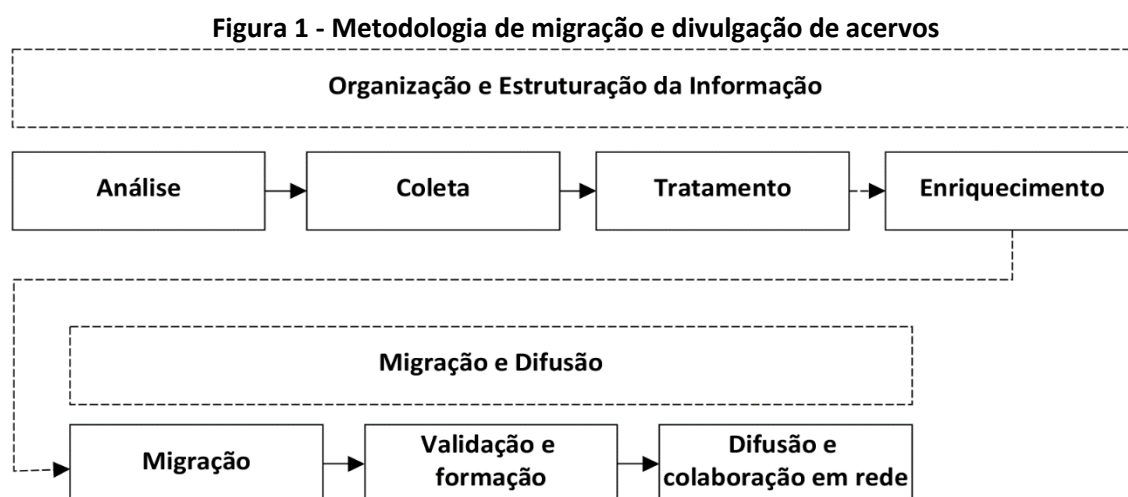 Figura 1 - Metodologia de migração e divulgação de acervos
Organização e Estruturação da Informação
Análise
Coleta
Tratamento
Enriquecimento
Migração e Difusão
Migração
Validação e
formação
Difusão e
colaboração em rede